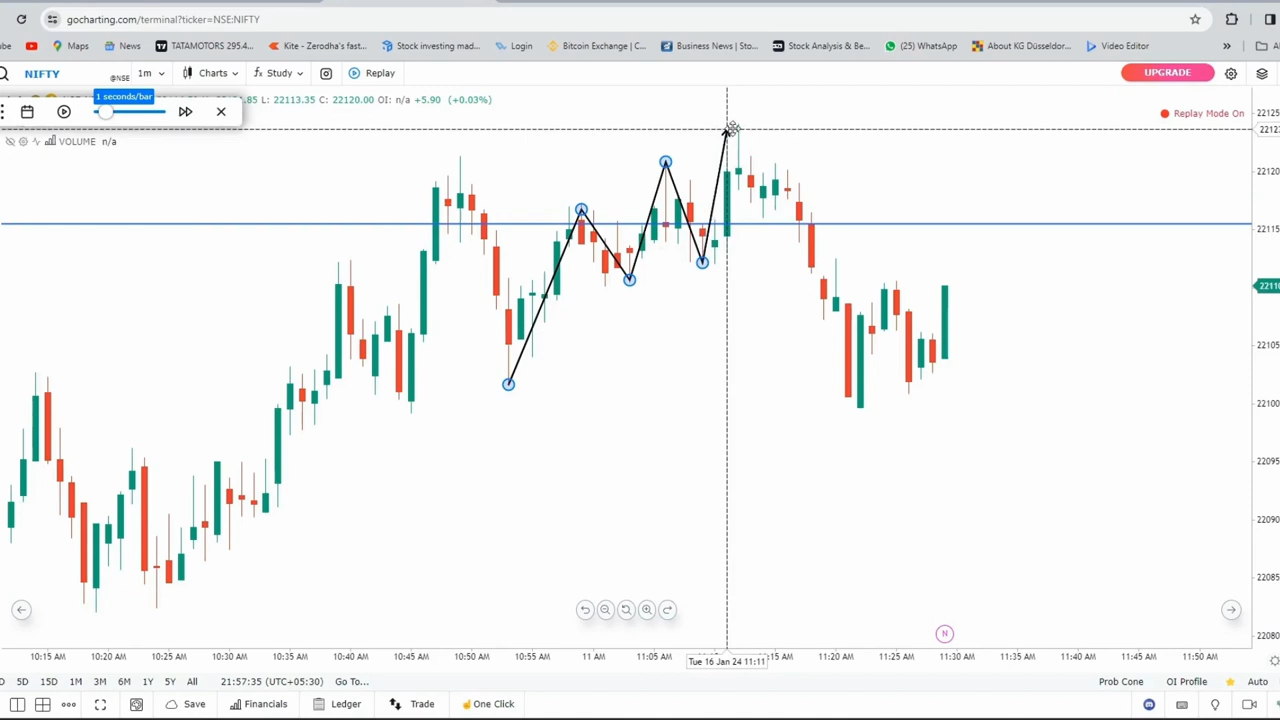 gocharting.com/terminal?ticker=NSE:NIFTY
Maps News TATAMOTORS 295.4... Kite - Zerodha's fast... Stock investing mad... Login Bitcoin Exchange | C... Business News | Sto... Stock Analysis & Be... (25) WhatsApp About KG Düsseldor... Video Editor »
NIFTY @NSE 1m Charts Study Replay UPGRADE
1 seconds/bar
L: 22113.35 C: 22120.00 OI: n/a +5.90 (+0.03%)
Replay Mode On
VOLUME n/a
22125
22120
22115
22105
22100
22095
22090
22085
22080
N
10:15 AM 10:20 AM 10:25 AM 10:30 AM 10:35 AM 10:40 AM 10:45 AM 10:50 AM 10:55 AM 11 AM 11:05 AM 11:20 AM 11:25 AM 11:30 AM 11:35 AM 11:40 AM 11:45 AM 11:50 AM
Tue 16 Jan 24 11:11
5D 15D 1M 3M 6M 1Y 5Y All 21:57:35 (UTC+05:30) Go To... Prob Cone OI Profile Auto
Save Financials Ledger Trade One Click